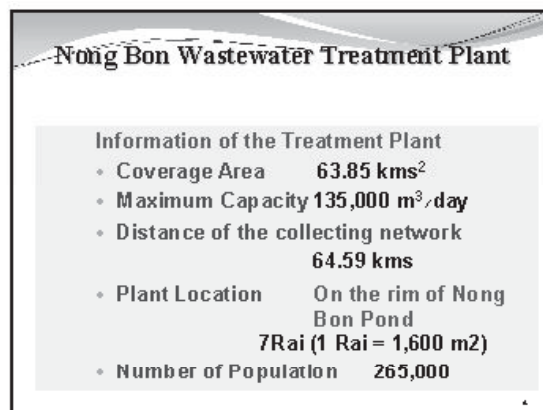 Nong Bon Wastewater Treatment Plant
Information of the Treatment Plant
• Coverage Area 63.85 kms²
• Maximum Capacity 135,000 m³/day
• Distance of the collecting network
64.59 kms
• Plant Location On the rim of Nong
Bon Pond
7Rai (1 Rai = 1,600 m2)
• Number of Population 265,000